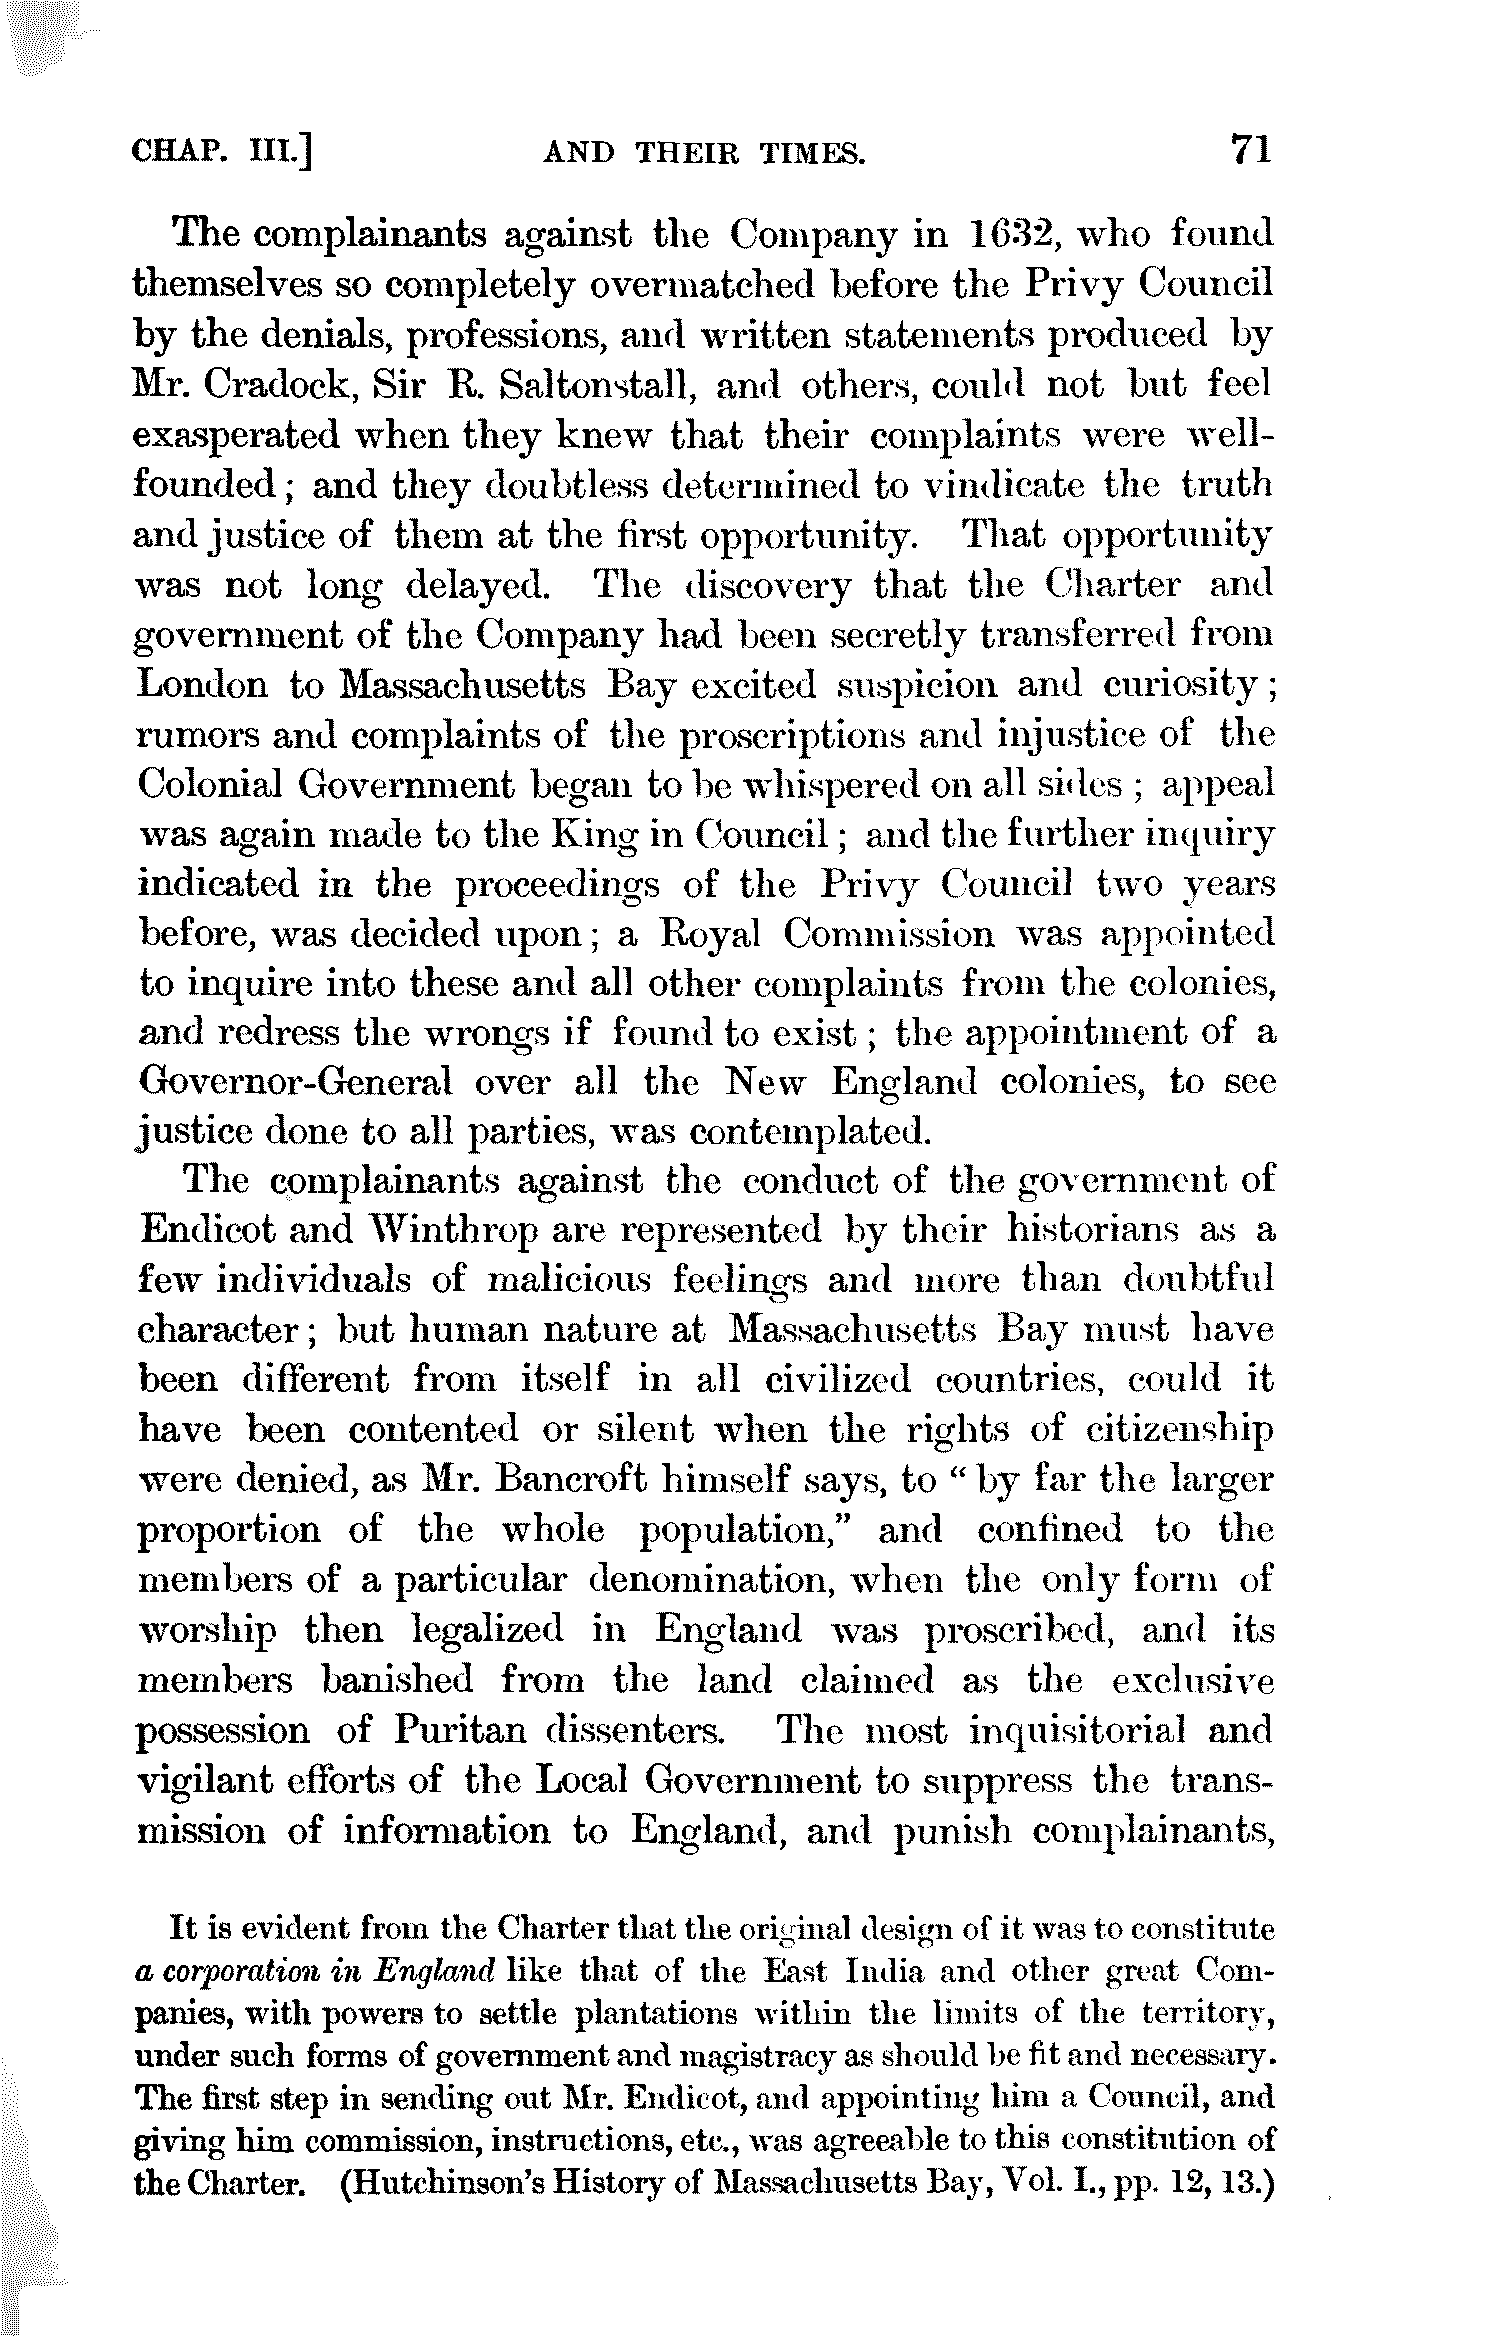 CHAP. III.] AND THEIR TIMES. 71
The complainants against the Company in 1632, who found
themselves so completely overmatched before the Privy Council
by the denials, professions, and written statements produced by
Mr. Cradock, Sir R. Saltonstall, and others, could not but feel
exasperated when they knew that their complaints were well-
founded; and they doubtless determined to vindicate the truth
and justice of them at the first opportunity. That opportunity
was not long delayed. The discovery that the Charter and
government of the Company had been secretly transferred from
London to Massachusetts Bay excited suspicion and curiosity;
rumors and complaints of the proscriptions and injustice of the
Colonial Government began to be whispered on all sides; appeal
was again made to the King in Council; and the further inquiry
indicated in the proceedings of the Privy Council two years
before, was decided upon; a Royal Commission was appointed
to inquire into these and all other complaints from the colonies,
and redress the wrongs if found to exist; the appointment of a
Governor-General over all the New England colonies, to see
justice done to all parties, was contemplated.
The complainants against the conduct of the government of
Endicot and Winthrop are represented by their historians as a
few individuals of malicious feelings and more than doubtful
character; but human nature at Massachusetts Bay must have
been different from itself in all civilized countries, could it
have been contented or silent when the rights of citizenship
were denied, as Mr. Bancroft himself says, to "by far the larger
proportion of the whole population," and confined to the
members of a particular denomination, when the only form of
worship then legalized in England was proscribed, and its
members banished from the land claimed as the exclusive
possession of Puritan dissenters. The most inquisitorial and
vigilant efforts of the Local Government to suppress the trans-
mission of information to England, and punish complainants,
It is evident from the Charter that the original design of it was to constitute
a corporation in England like that of the East India and other great Com-
panies, with powers to settle plantations within the limits of the territory,
under such forms of government and magistracy as should be fit and necessary.
The first step in sending out Mr. Endicot, and appointing him a Council, and
giving him commission, instructions, etc., was agreeable to this constitution of
the Charter. (Hutchinson's History of Massachusetts Bay, Vol. I., pp. 12, 13.)